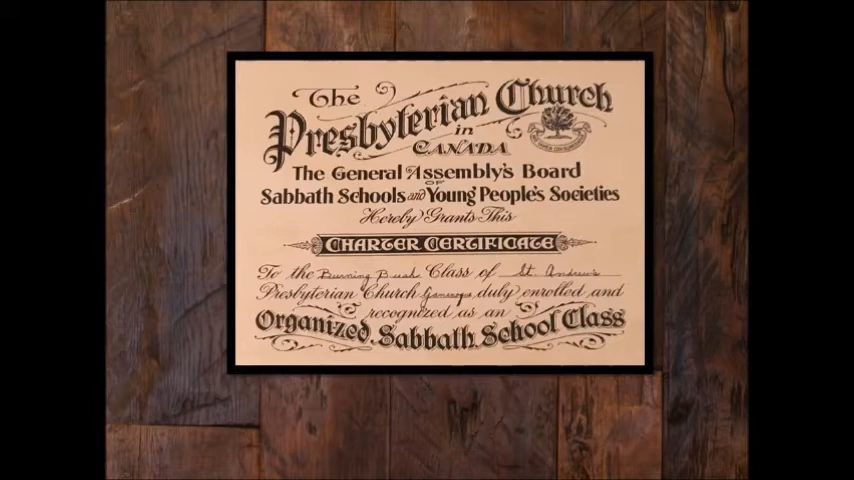 The
Presbyterian Church
in
CANADA
The General Assembly's Board
OF
Sabbath Schools and Young People's Societies
Hereby Grants This
CHARTER CERTIFICATE
To the Burning Bush Class of St. Andrew's
Presbyterian Church Gananoque duly enrolled and
recognized as an
Organized Sabbath School Class